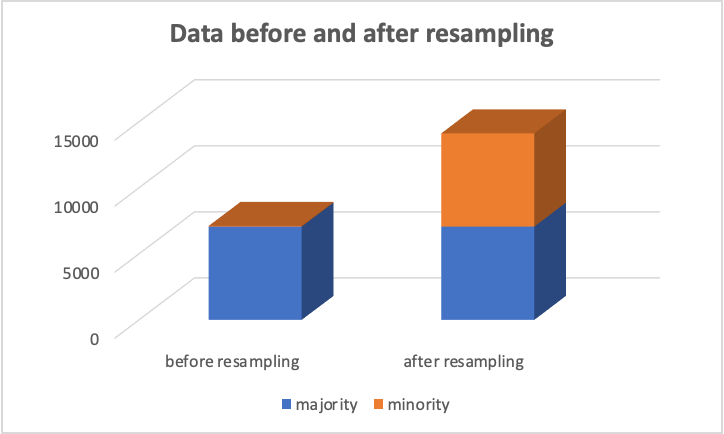 Data before and after resampling
15000
10000
5000
0
before resampling after resampling
majority minority